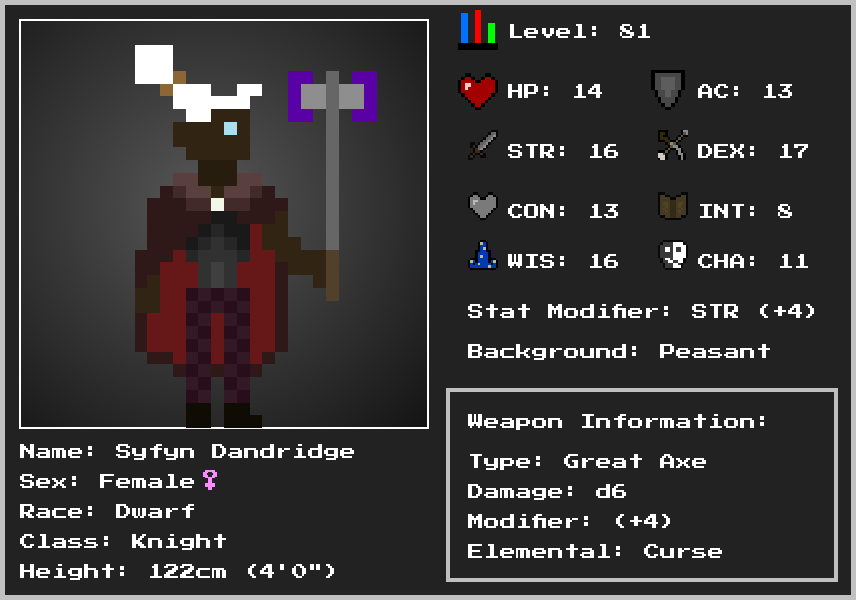 Level: 81
HP: 14
AC: 13
STR: 16
DEX: 17
CON: 13
INT: 8
WIS: 16
CHA: 11
Stat Modifier: STR (+4)
Background: Peasant
Weapon Information:
Type: Great Axe
Damage: d6
Modifier: (+4)
Elemental: Curse
Name: Syfyn Dandridge
Sex: Female♀
Race: Dwarf
Class: Knight
Height: 122cm (4'0")